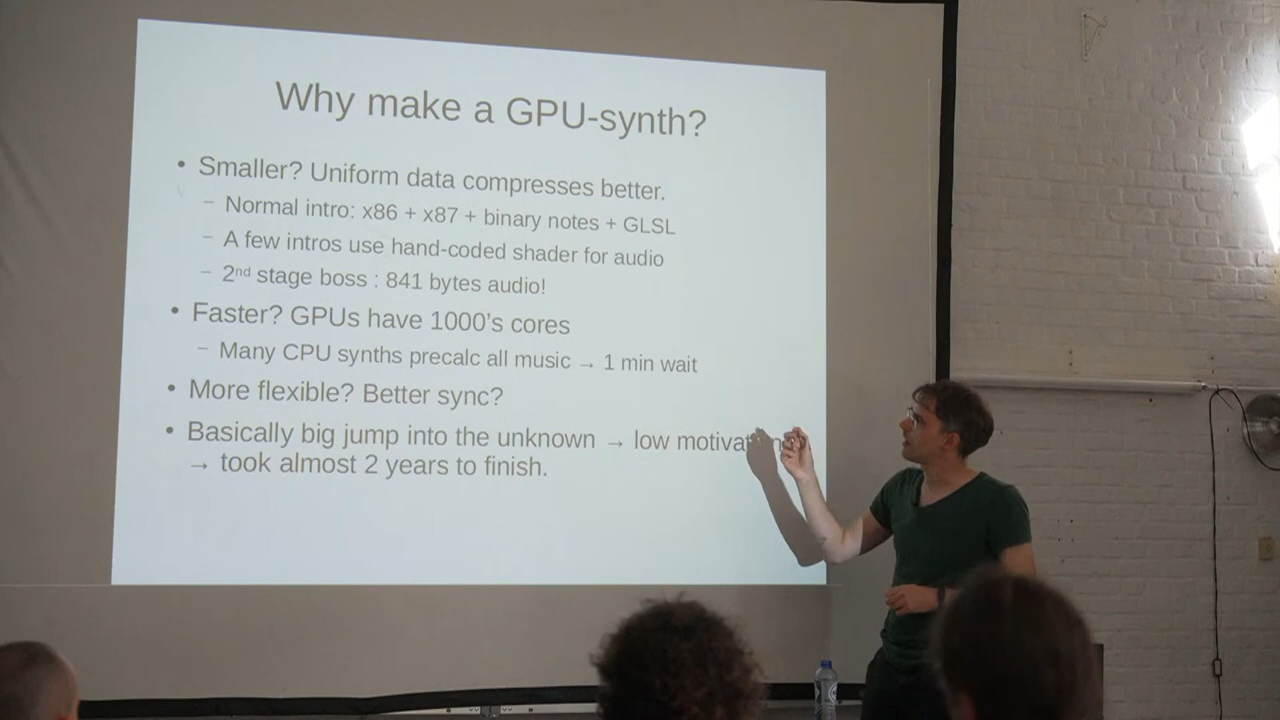 Why make a GPU-synth?
• Smaller? Uniform data compresses better.
– Normal intro: x86 + x87 + binary notes + GLSL
– A few intros use hand-coded shader for audio
– 2nd stage boss : 841 bytes audio!
• Faster? GPUs have 1000's cores
– Many CPU synths precalc all music → 1 min wait
• More flexible? Better sync?
• Basically big jump into the unknown → low
→ took almost 2 years to finish.